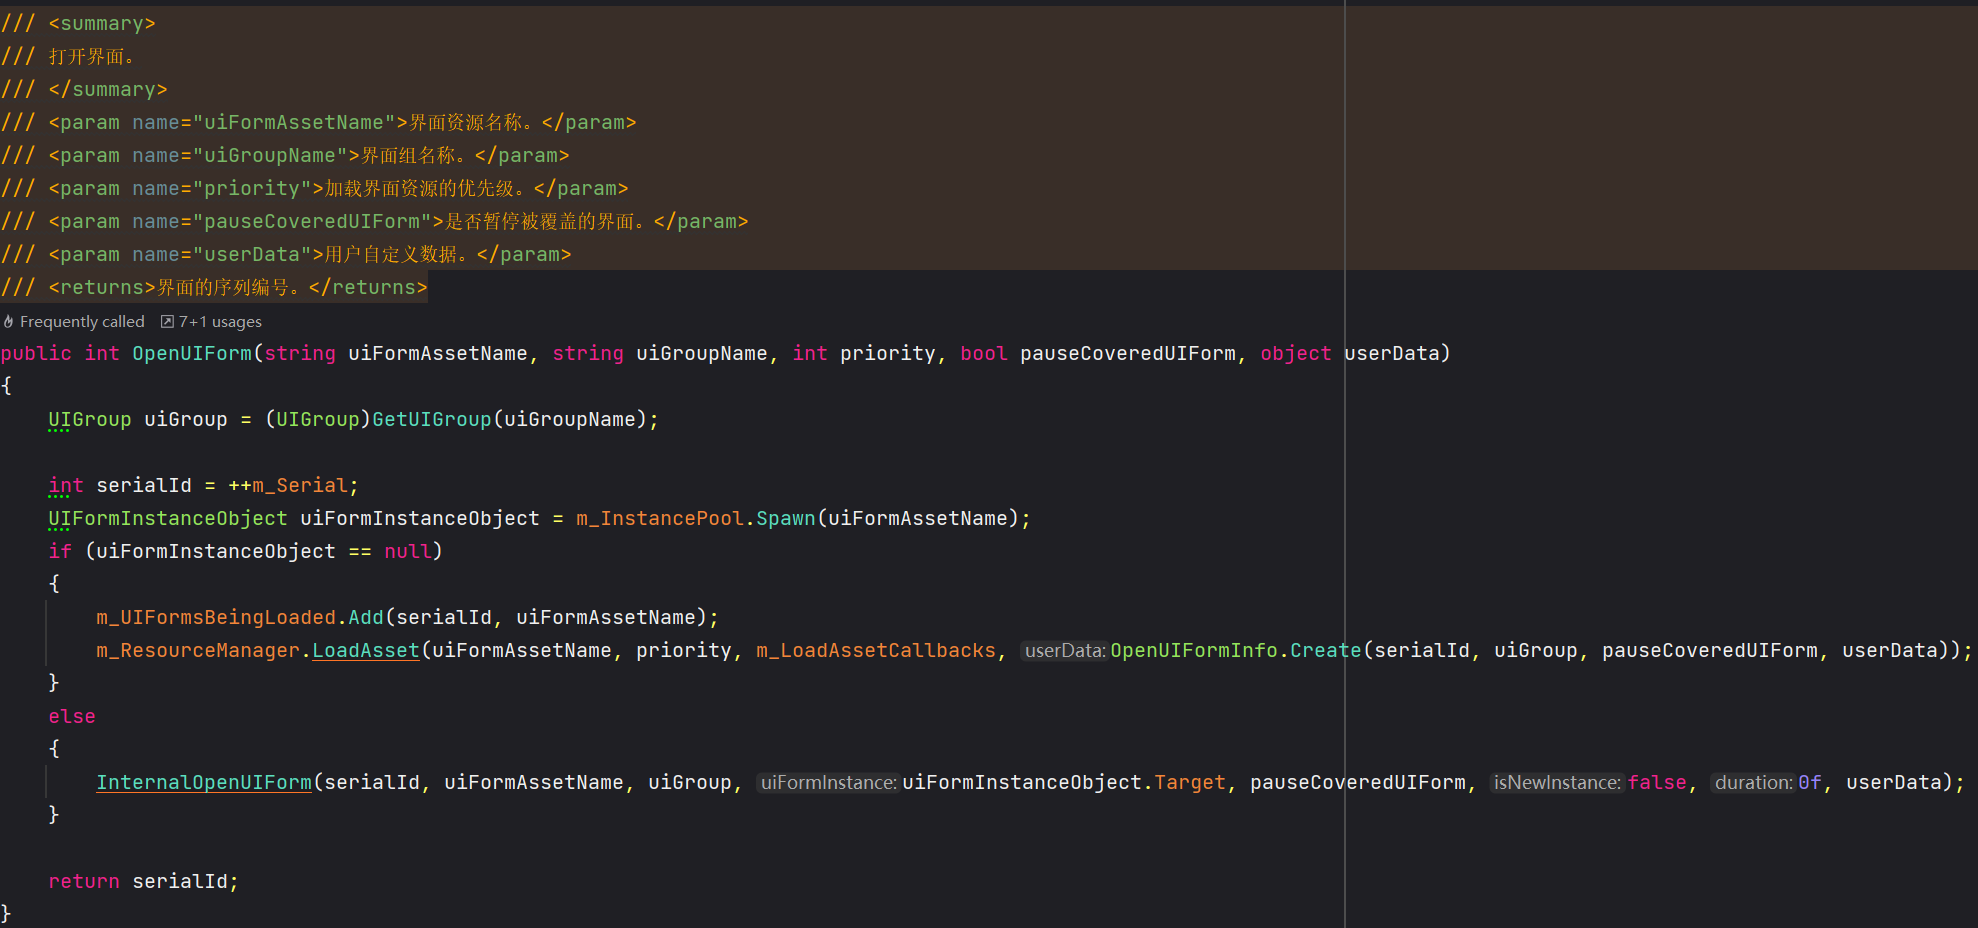 /// <summary>
/// 打开界面。
/// </summary>
/// <param name="uiFormAssetName">界面资源名称。</param>
/// <param name="uiGroupName">界面组名称。</param>
/// <param name="priority">加载界面资源的优先级。</param>
/// <param name="pauseCoveredUIForm">是否暂停被覆盖的界面。</param>
/// <param name="userData">用户自定义数据。</param>
/// <returns>界面的序列编号。</returns>
Frequently called 7+1 usages
public int OpenUIForm(string uiFormAssetName, string uiGroupName, int priority, bool pauseCoveredUIForm, object userData)
{
    UIGroup uiGroup = (UIGroup)GetUIGroup(uiGroupName);
    int serialId = ++m_Serial;
    UIFormInstanceObject uiFormInstanceObject = m_InstancePool.Spawn(uiFormAssetName);
    if (uiFormInstanceObject == null)
    {
        m_UIFormsBeingLoaded.Add(serialId, uiFormAssetName);
        m_ResourceManager.LoadAsset(uiFormAssetName, priority, m_LoadAssetCallbacks, userData:OpenUIFormInfo.Create(serialId, uiGroup, pauseCoveredUIForm, userData));
    }
    else
    {
        InternalOpenUIForm(serialId, uiFormAssetName, uiGroup, uiFormInstance:uiFormInstanceObject.Target, pauseCoveredUIForm, isNewInstance:false, duration:0f, userData);
    }
    return serialId;
}